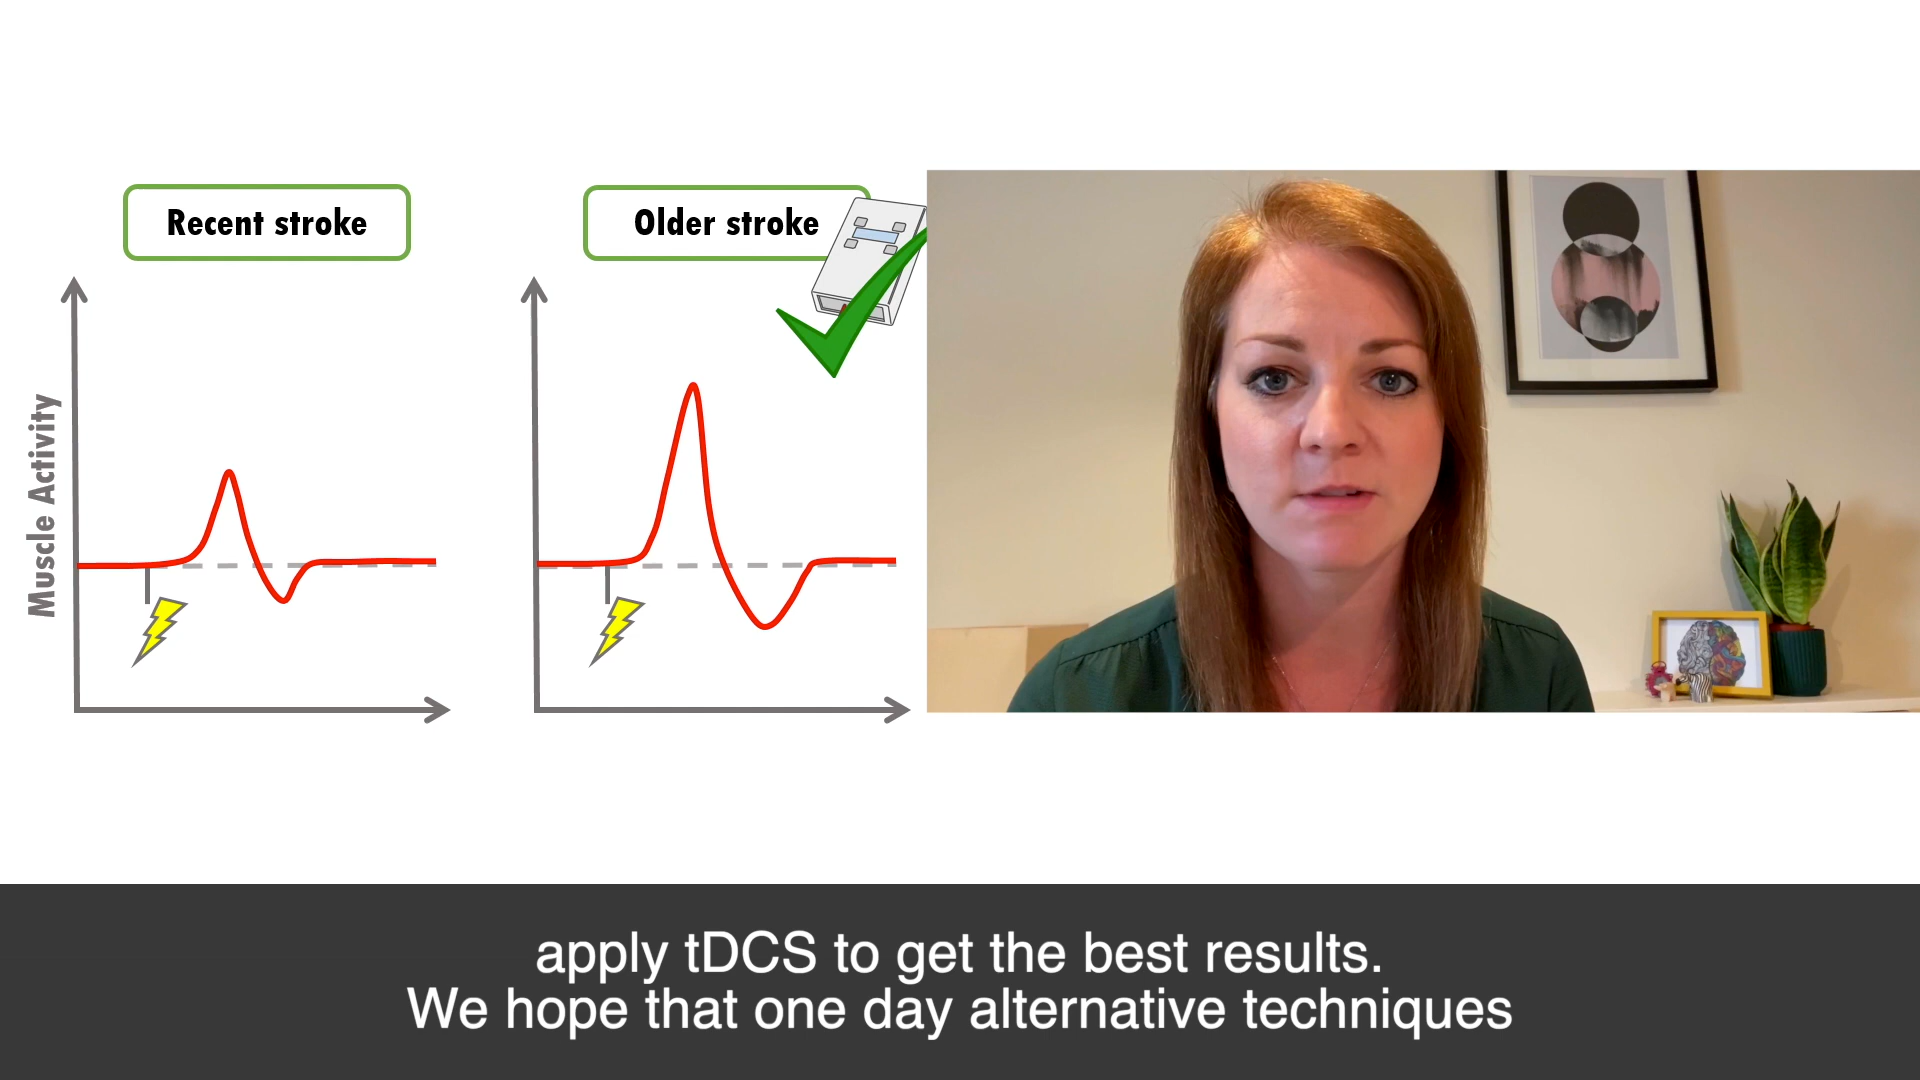 Recent stroke
Older stroke
Muscle Activity
apply tDCS to get the best results.
We hope that one day alternative techniques